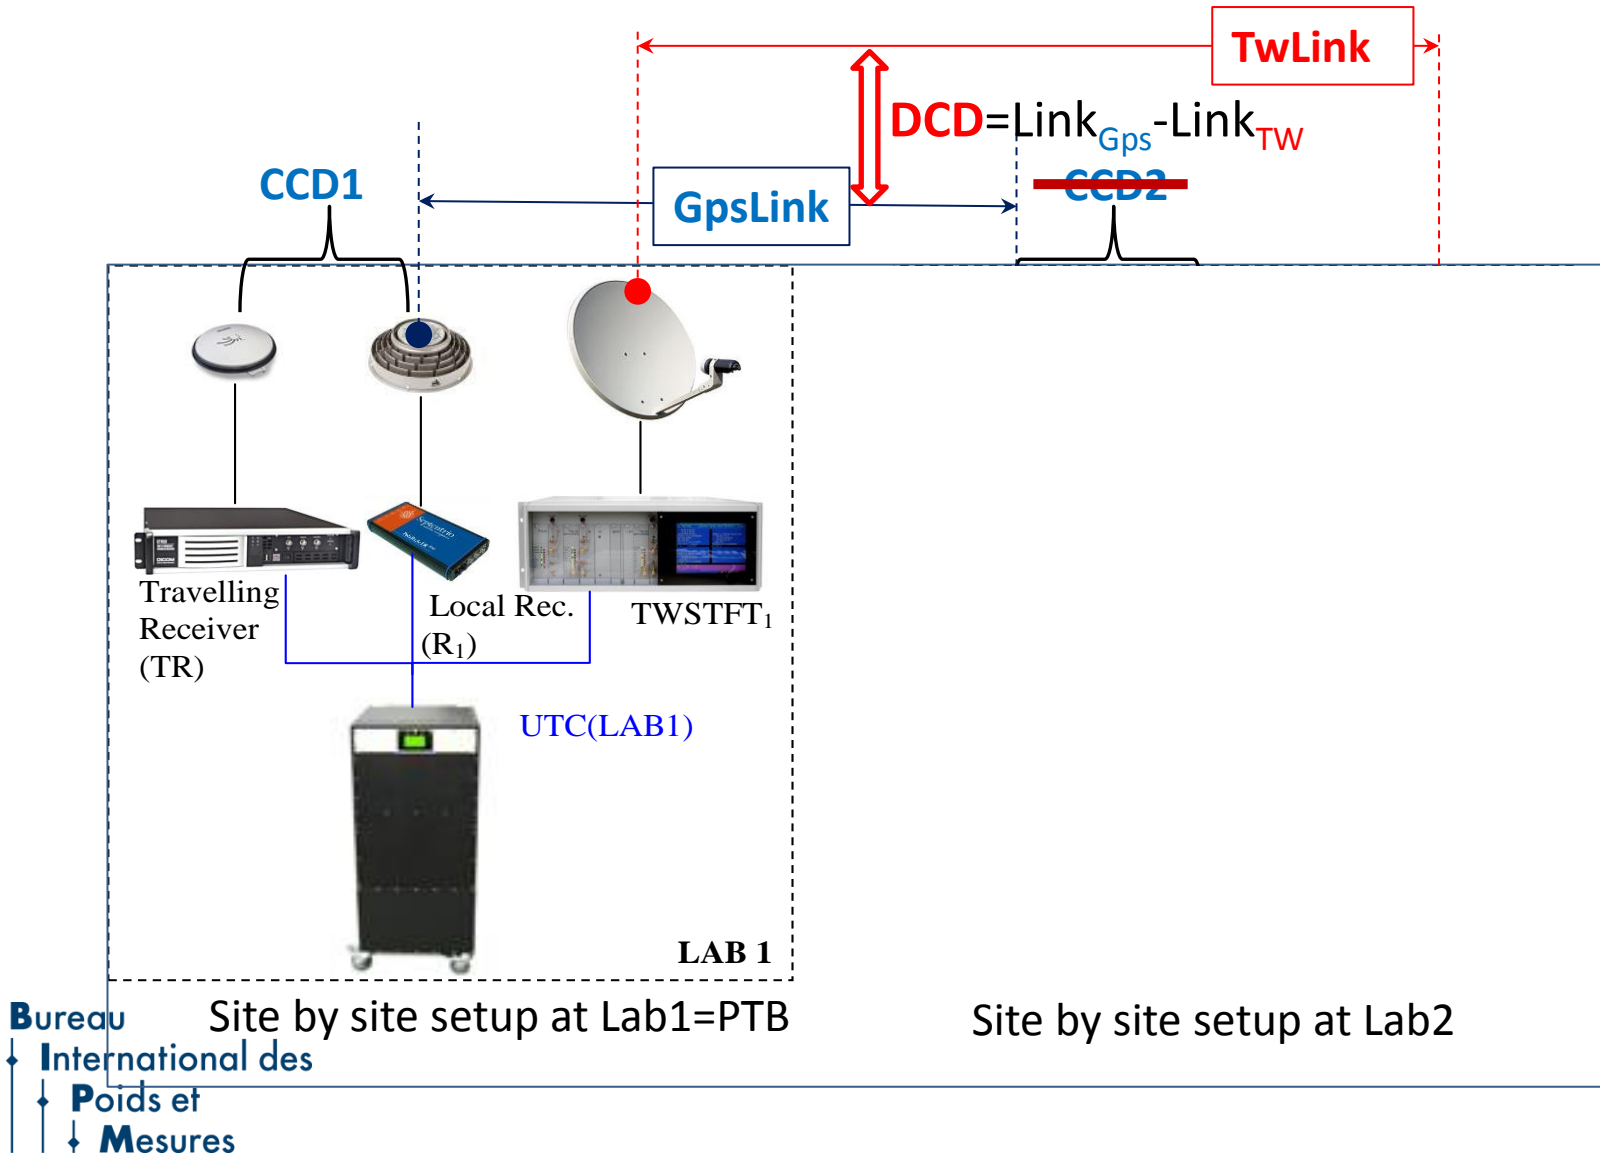 TwLink
DCD=LinkGps-LinkTW
CCD1
CCD2
GpsLink
Septentrio
Travelling
Receiver
(TR)
Local Rec.
(R1)
TWSTFT1
UTC(LAB1)
LAB 1
Site by site setup at Lab1=PTB
Site by site setup at Lab2
Bureau
International des
Poids et
Mesures